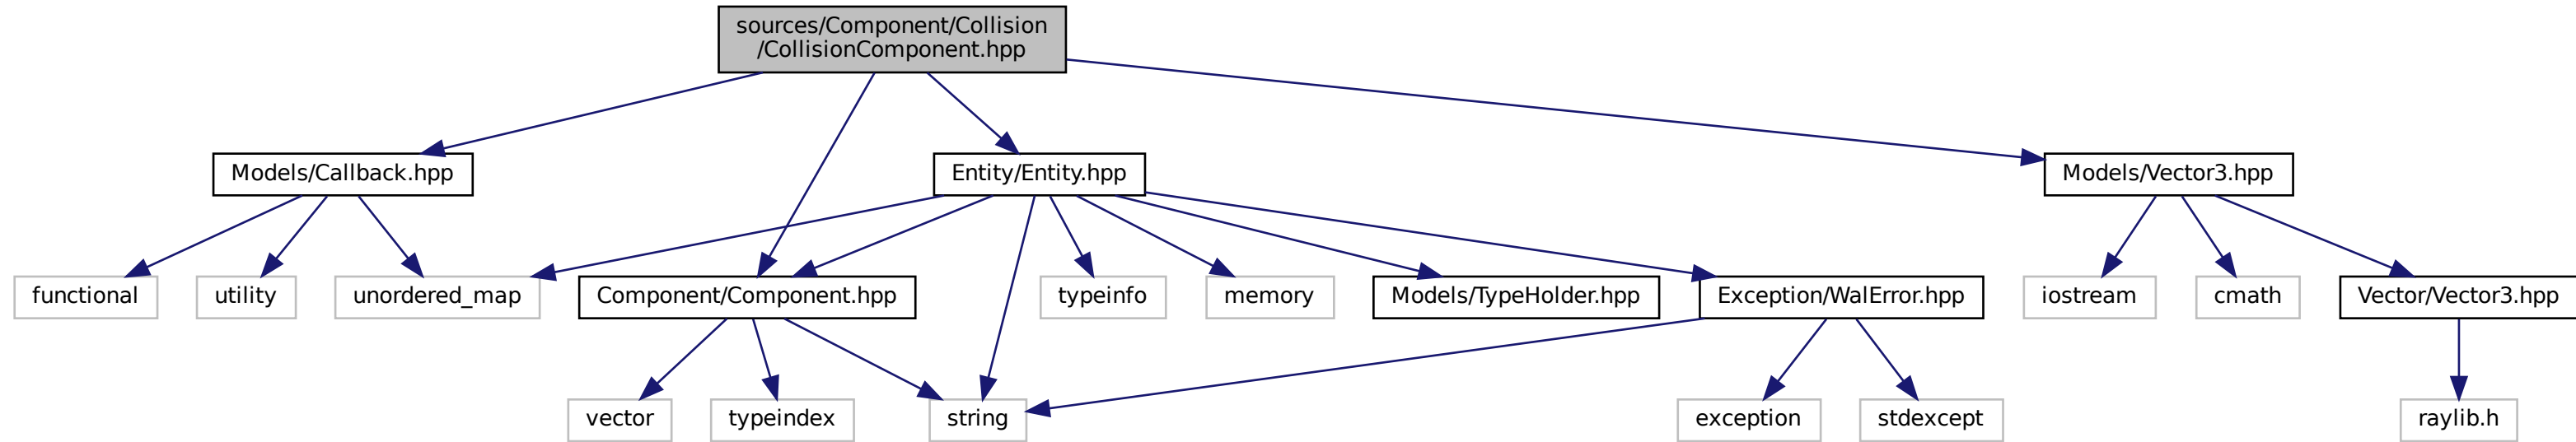 sources/Component/Collision
/CollisionComponent.hpp
Models/Callback.hpp
Entity/Entity.hpp
Models/Vector3.hpp
functional
utility
unordered_map
Component/Component.hpp
typeinfo
memory
Models/TypeHolder.hpp
Exception/WalError.hpp
iostream
cmath
Vector/Vector3.hpp
vector
typeindex
string
exception
stdexcept
raylib.h